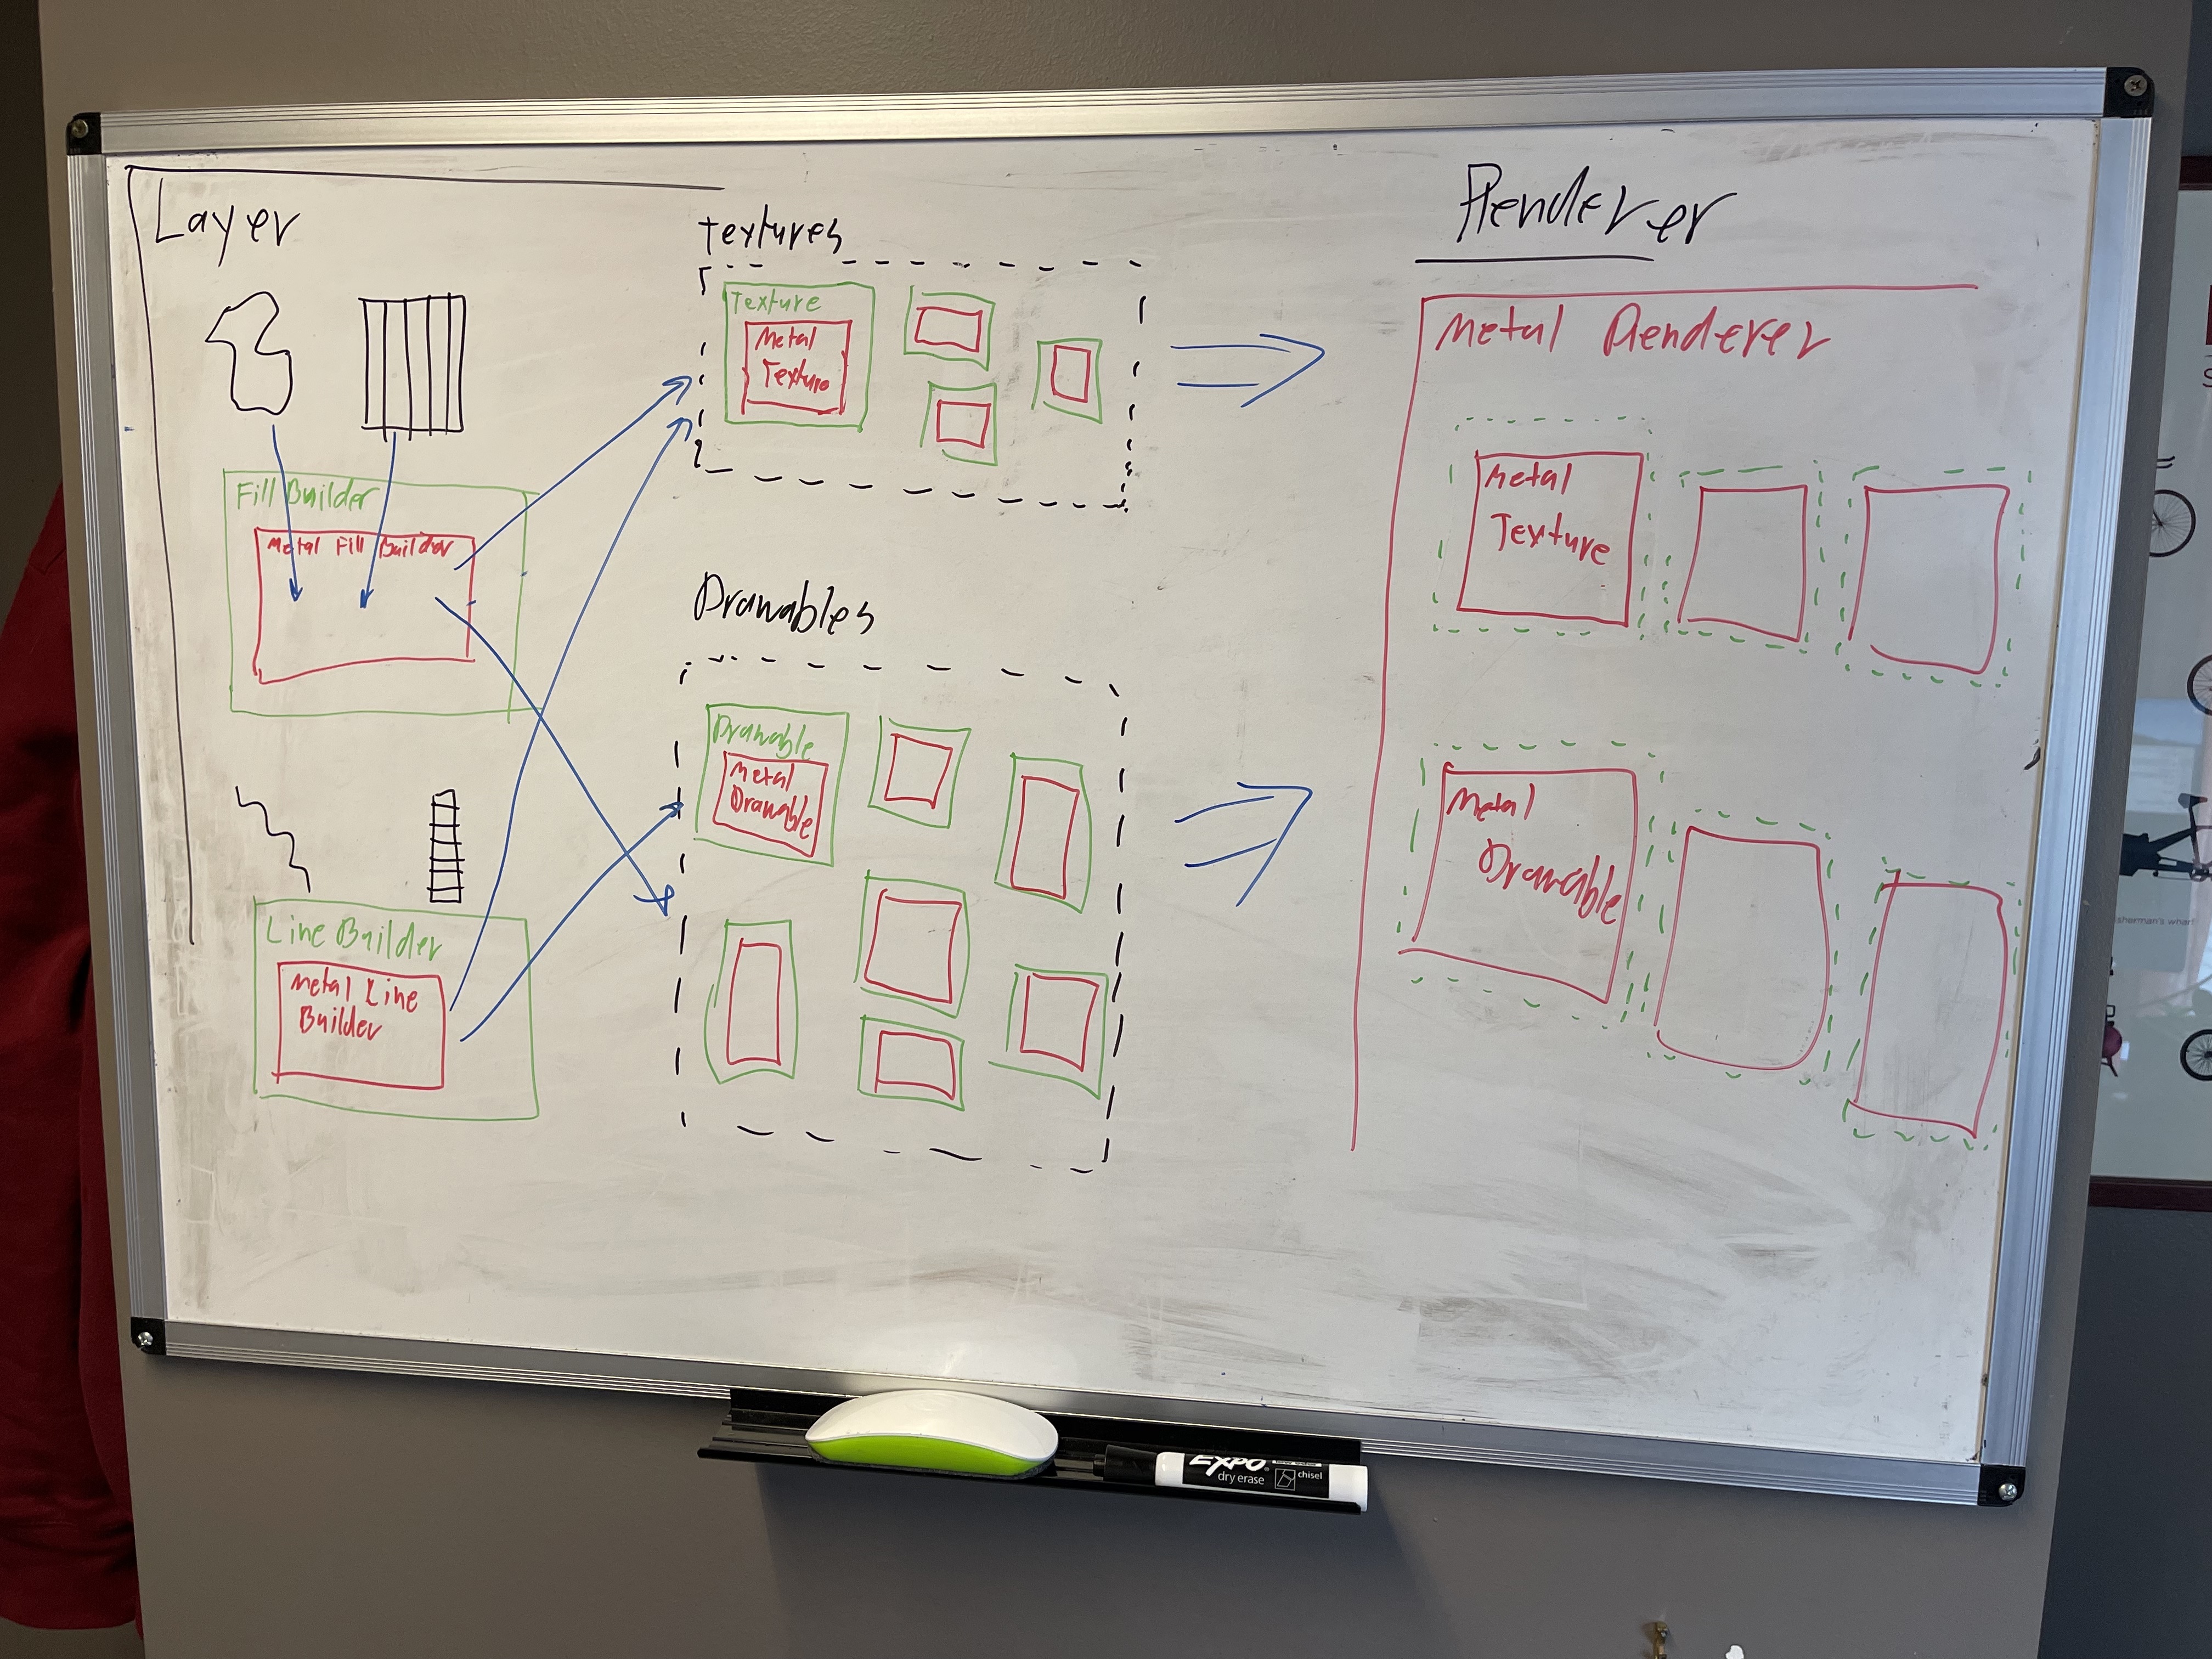 Layer
Textures
Renderer
Texture
Metal
Texture
Metal Renderer
Fill Builder
Metal Fill Builder
Metal
Texture
Drawables
Drawable
Metal
Drawable
Metal
Drawable
Line Builder
Metal Line
Builder
EXPO
dry erase
chisel
sherman's wharf
S